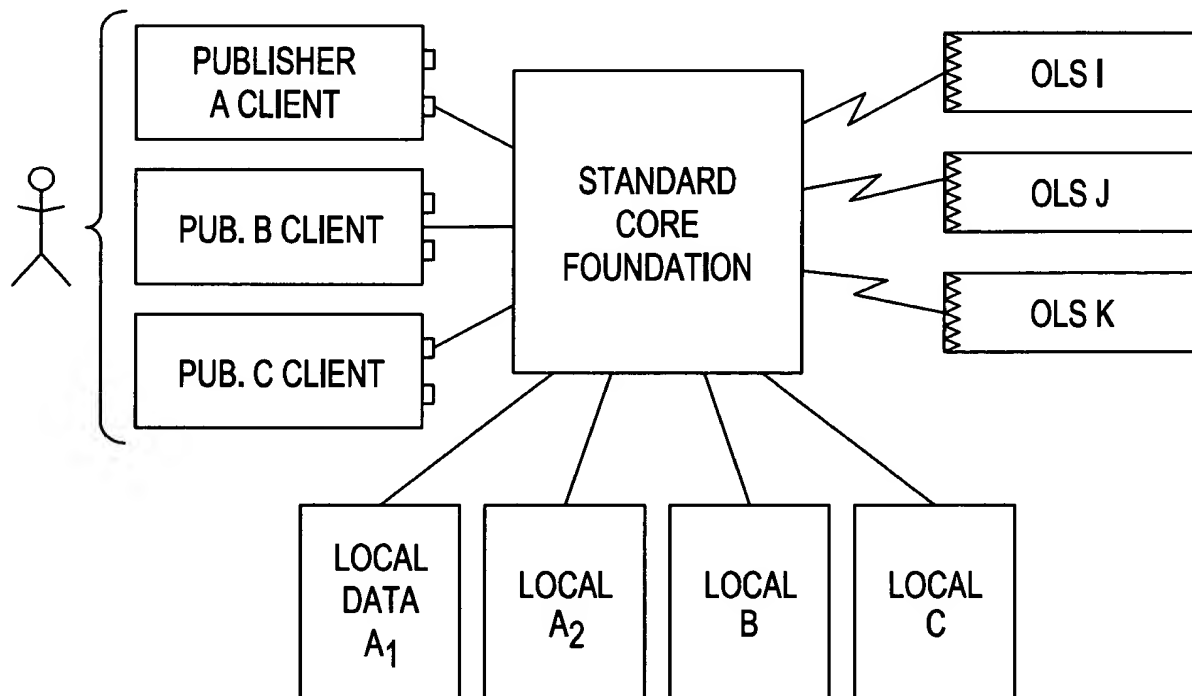 PUBLISHER
A CLIENT
PUB. B CLIENT
PUB. C CLIENT
STANDARD
CORE
FOUNDATION
OLS I
OLS J
OLS K
LOCAL
DATA
A₁
LOCAL
A₂
LOCAL
B
LOCAL
C